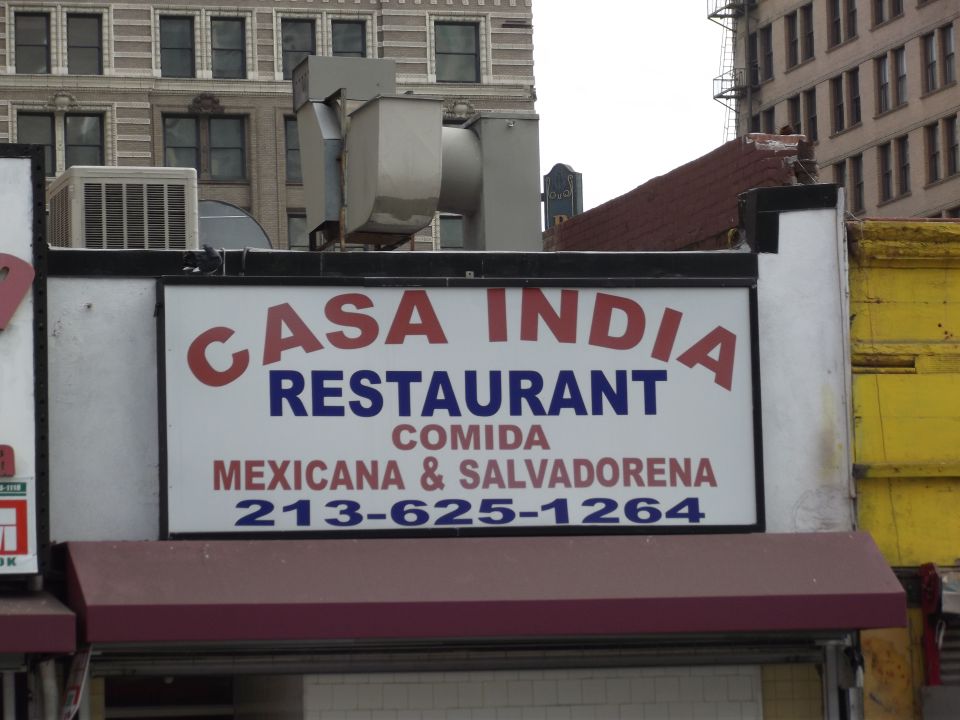 CASA INDIA
RESTAURANT
COMIDA
MEXICANA & SALVADORENA
213-625-1264